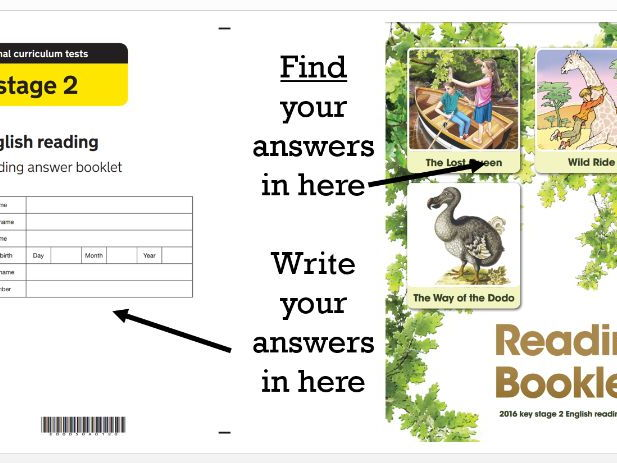 nal curriculum tests
stage 2
glish reading
ding answer booklet
me
name
me
birth Day Month Year
name
mber
Find
your
answers
in here
Write
your
answers
in here
The Lost Queen
Wild Ride
The Way of the Dodo
Readin
Bookle
2016 key stage 2 English readin